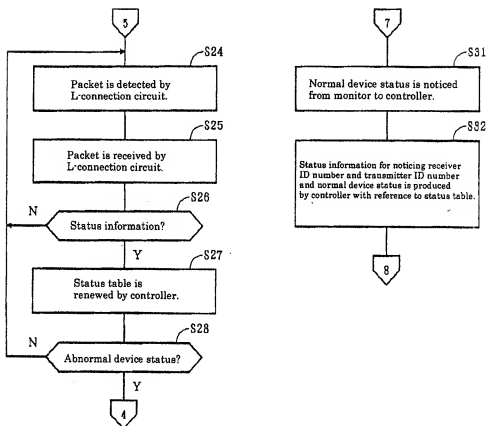 5
S24
Packet is detected by
L-connection circuit.
S25
Packet is received by
L-connection circuit.
S26
N
Status information?
Y
S27
Status table is
renewed by controller.
S28
N
Abnormal device status?
Y
4
7
S31
Normal device status is noticed
from monitor to controller.
S32
Status information for noticing receiver
ID number and transmitter ID number
and normal device status is produced
by controller with reference to status table.
8